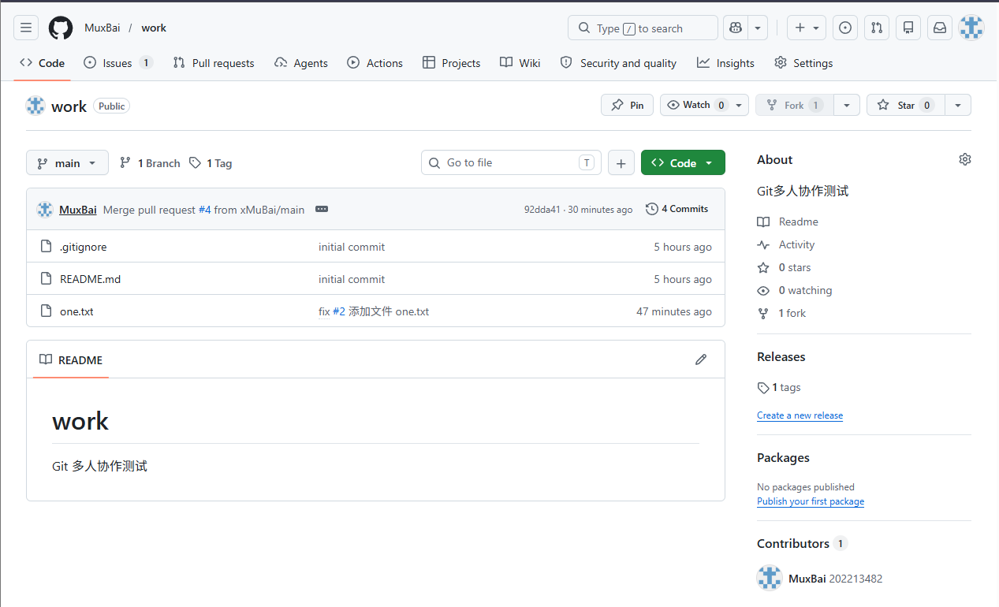 MuxBai / work
Type / to search
Code Issues 1 Pull requests Agents Actions Projects Wiki Security and quality Insights Settings
work Public
Pin Watch 0 Fork 1 Star 0
main 1 Branch 1 Tag Go to file T Code
MuxBai Merge pull request #4 from xMuBai/main 92dda41 · 30 minutes ago 4 Commits
.gitignore initial commit 5 hours ago
README.md initial commit 5 hours ago
one.txt fix #2 添加文件 one.txt 47 minutes ago
README
work
Git 多人协作测试
About
Git多人协作测试
Readme
Activity
0 stars
0 watching
1 fork
Releases
1 tags
Create a new release
Packages
No packages published
Publish your first package
Contributors 1
MuxBai 202213482